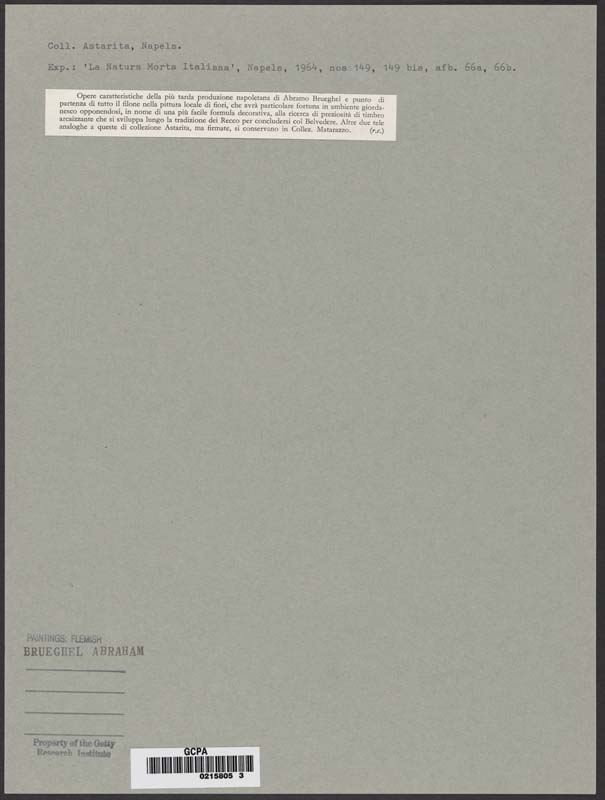 Coll. Astarita, Napels.
Exp.: 'La Natura Morta Italiana', Napels, 1964, nos 149, 149 bis, afb. 66a, 66b.
Opere caratteristiche della più tarda produzione napoletana di Abramo Brueghel e punto di
partenza di tutto il filone nella pittura locale di fiori, che avrà particolare fortuna in ambiente giorda-
nesco opponendosi, in nome di una più facile formula decorativa, alla ricerca di preziosità di timbro
arcaizzante che si sviluppa lungo la tradizione dei Recco per concludersi col Belvedere. Altre due tele
analoghe a queste di collezione Astarita, ma firmate, si conservano in Collez. Matarazzo. (r.c.)
PAINTINGS: FLEMISH
BRUEGHEL ABRAHAM
Property of the Getty
Research Institute
GCPA
0215805 3